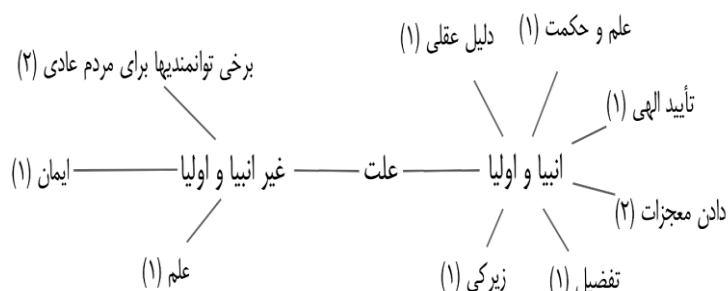 علم و حکمت (۱)
دلیل عقلی (۱)
برخی توانمندیها برای مردم عادی (۲)
تأیید الهی (۱)
انبیا و اولیا
علت
غیر انبیا و اولیا
ایمان (۱)
دادن معجزات (۲)
علم (۱)
زیرکی (۱)
تفضیل (۱)